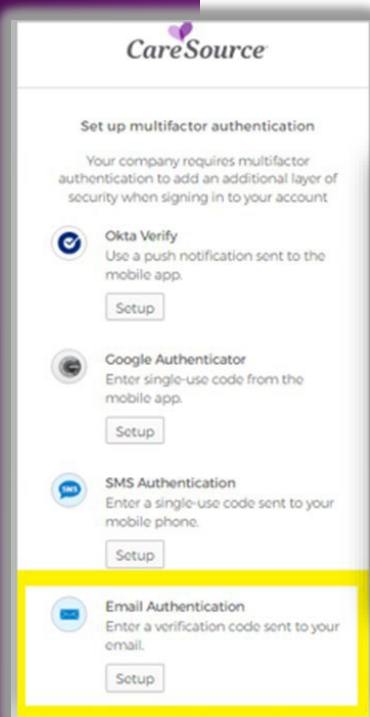 CareSource
Set up multifactor authentication
Your company requires multifactor
authentication to add an additional layer of
security when signing in to your account
Okta Verify
Use a push notification sent to the
mobile app.
Setup
Google Authenticator
Enter single-use code from the
mobile app.
Setup
SMS
SMS Authentication
Enter a single-use code sent to your
mobile phone.
Setup
Email Authentication
Enter a verification code sent to your
email.
Setup